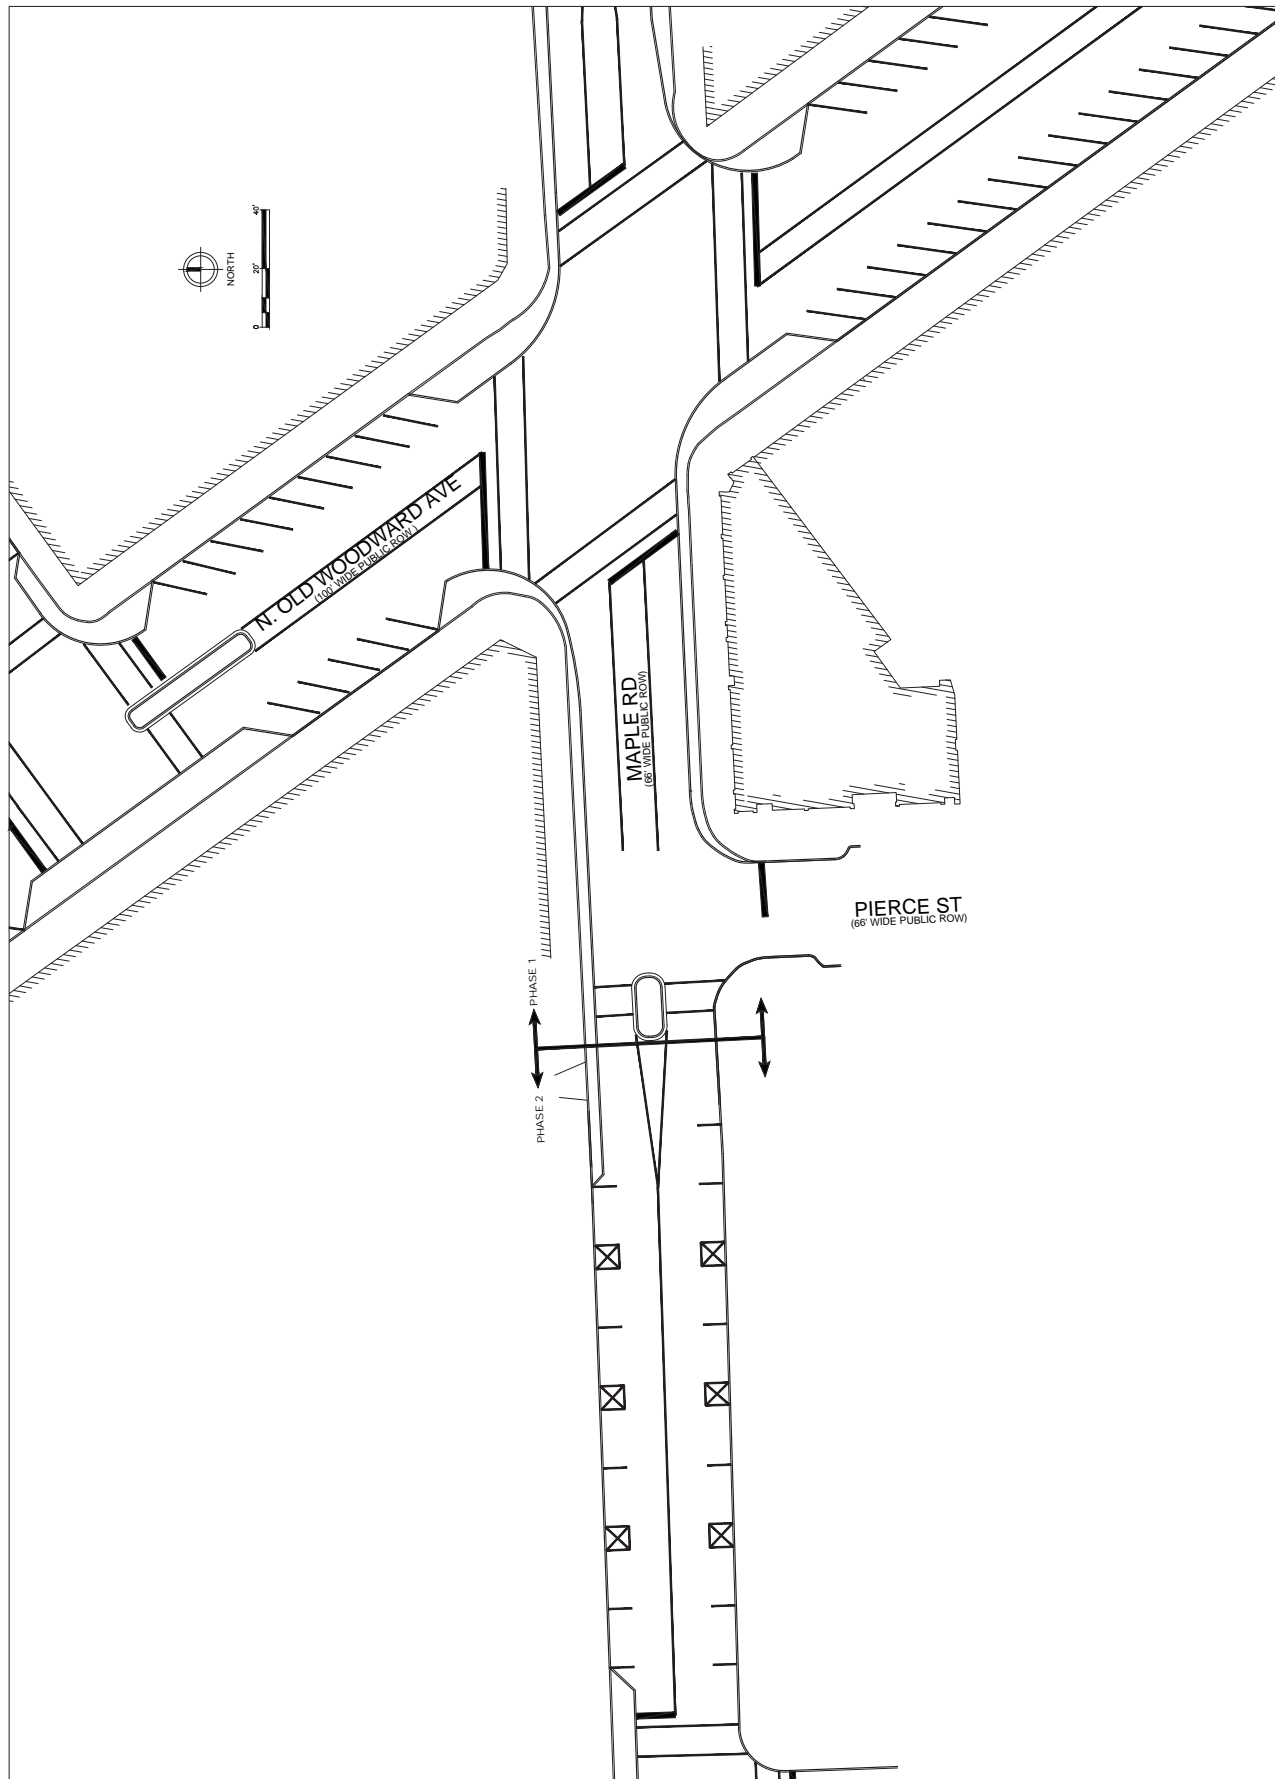 NORTH
0 20' 40'
N. OLD WOODWARD AVE
(100' WIDE PUBLIC ROW )
MAPLE RD
(66' WIDE PUBLIC ROW)
PIERCE ST
(66' WIDE PUBLIC ROW)
PHASE 1
PHASE 2